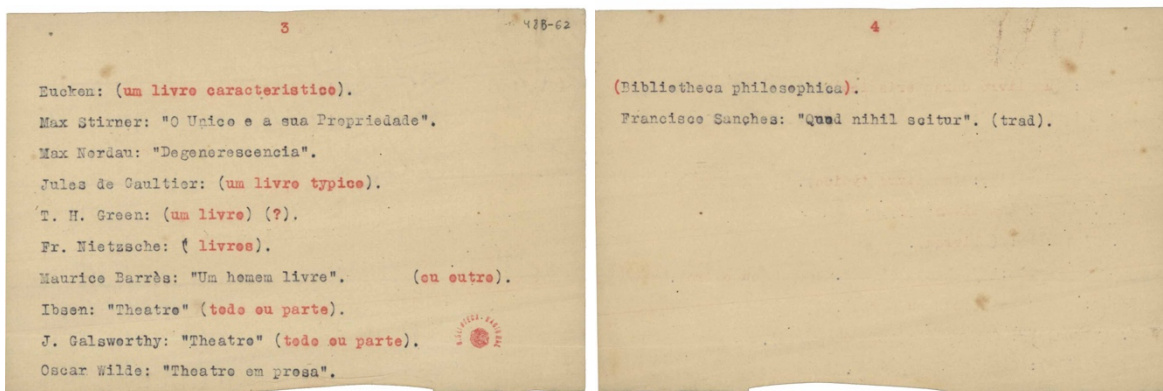 3
48B-62
Eucken: (um livro caracteristico).
Max Stirner: "O Unico e a sua Propriedade".
Max Nordau: "Degenerescencia".
Jules de Gaultier: (um livro typico).
T. H. Green: (um livro) (?).
Fr. Nietzsche: ( livros).
Maurice Barrès: "Um homem livre". (ou outro).
Ibsen: "Theatro" (todo ou parte).
J. Galsworthy: "Theatro" (todo ou parte).
Oscar Wilde: "Theatro em prosa".
4
(Bibliotheca philosophica).
Francisco Sanches: "Quod nihil scitur". (trad).